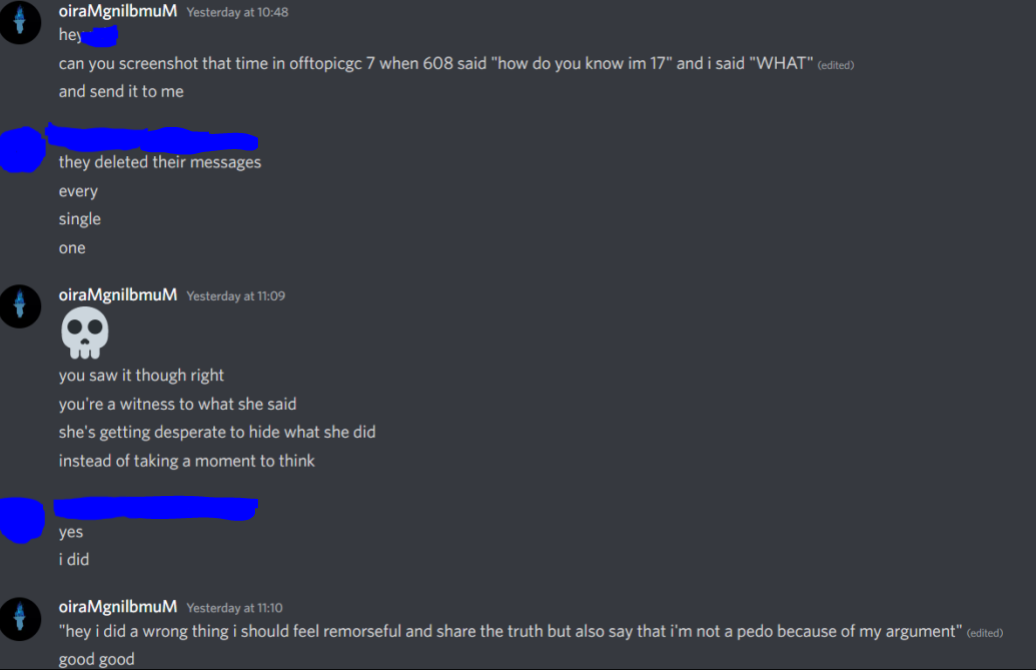 oiraMgnilbmuM Yesterday at 10:48
hey
can you screenshot that time in offtopicgc 7 when 608 said "how do you know im 17" and i said "WHAT" (edited)
and send it to me
they deleted their messages
every
single
one
oiraMgnilbmuM Yesterday at 11:09
you saw it though right
you're a witness to what she said
she's getting desperate to hide what she did
instead of taking a moment to think
yes
i did
oiraMgnilbmuM Yesterday at 11:10
"hey i did a wrong thing i should feel remorseful and share the truth but also say that i'm not a pedo because of my argument" (edited)
good good